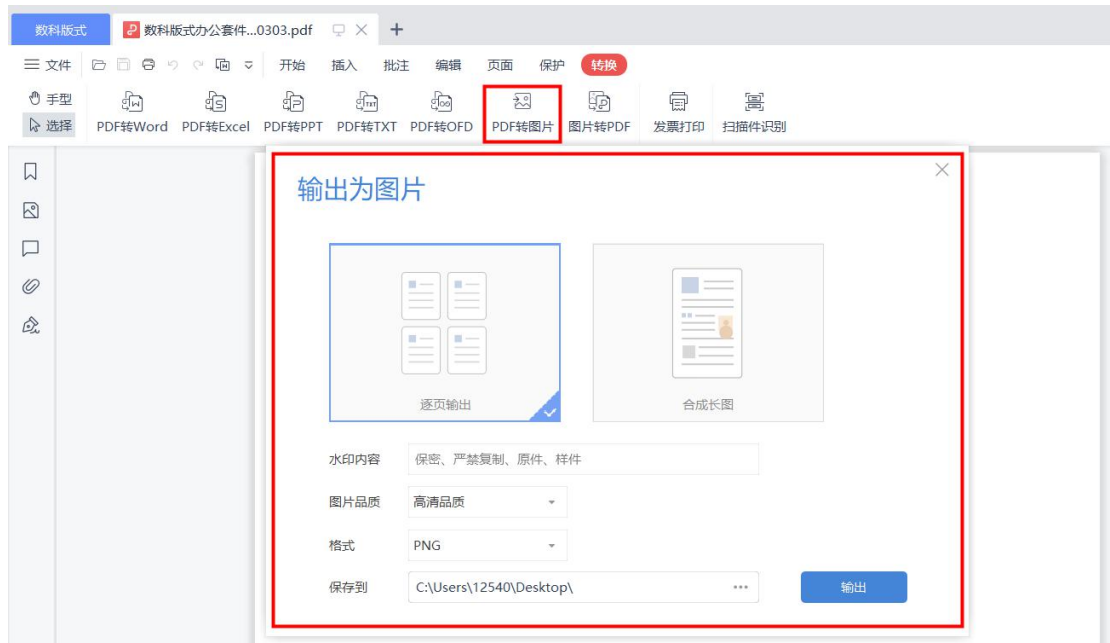 数科版式 数科版式办公套件...0303.pdf
文件 开始 插入 批注 编辑 页面 保护 转换
手型
选择 PDF转Word PDF转Excel PDF转PPT PDF转TXT PDF转OFD PDF转图片 图片转PDF 发票打印 扫描件识别
输出为图片
逐页输出 合成长图
水印内容 保密、严禁复制、原件、样件
图片品质 高清品质
格式 PNG
保存到 C:\Users\12540\Desktop\ ... 输出